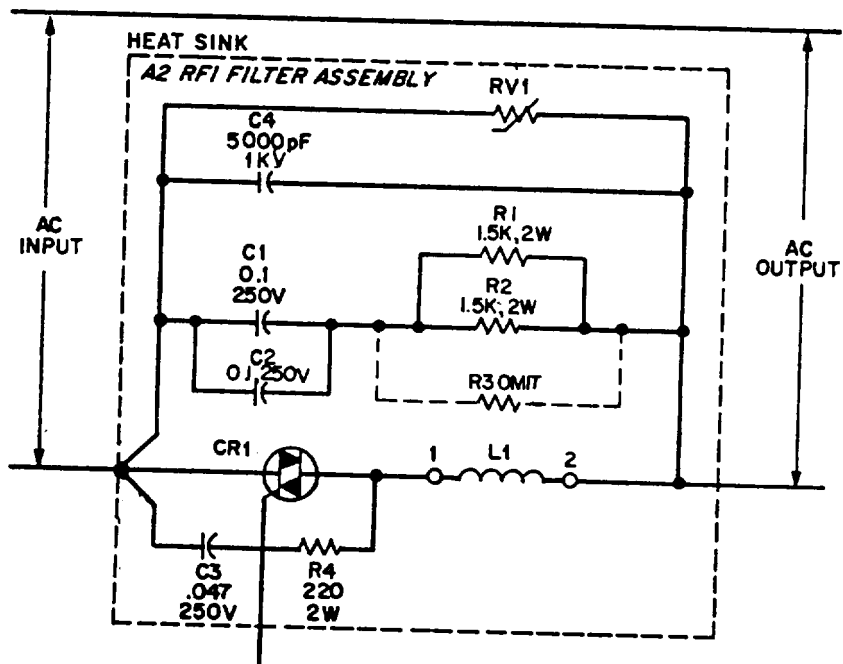 HEAT SINK
A2 RFI FILTER ASSEMBLY
RV1
C4
5000pF
1KV
AC
INPUT
R1
1.5K, 2W
AC
OUTPUT
C1
0.1
250V
R2
1.5K, 2W
C2
0.1 250V
R3 OMIT
CR1
1
L1
2
C3
.047
250V
R4
220
2W